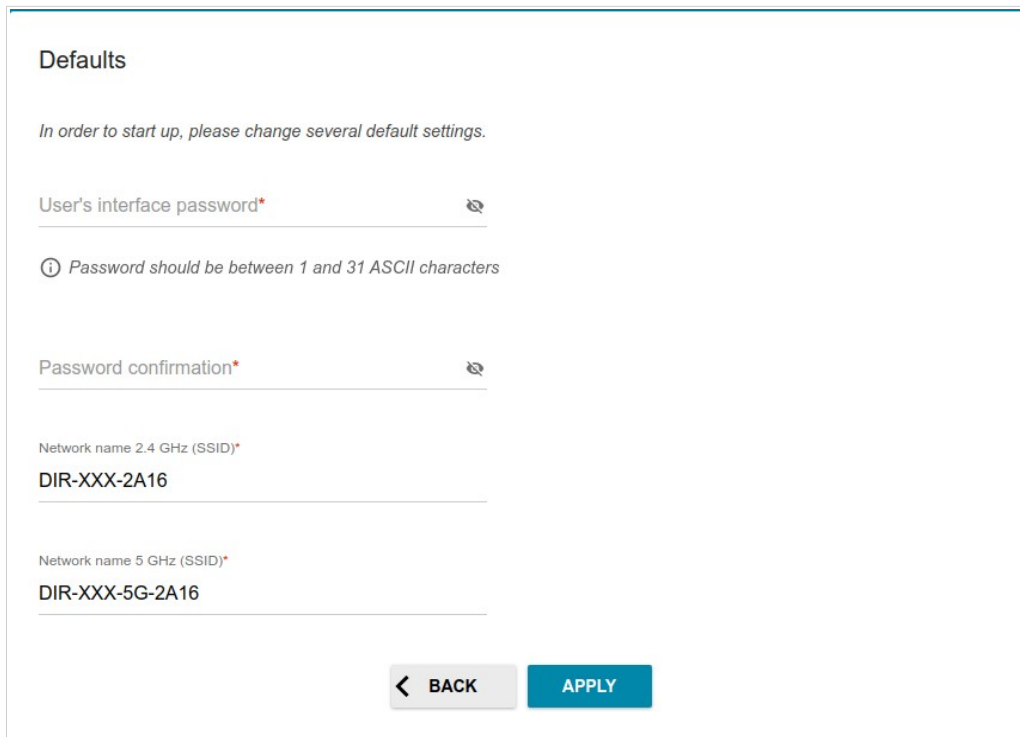 Defaults
In order to start up, please change several default settings.
User's interface password*
Password should be between 1 and 31 ASCII characters
Password confirmation*
Network name 2.4 GHz (SSID)*
DIR-XXX-2A16
Network name 5 GHz (SSID)*
DIR-XXX-5G-2A16
BACK
APPLY